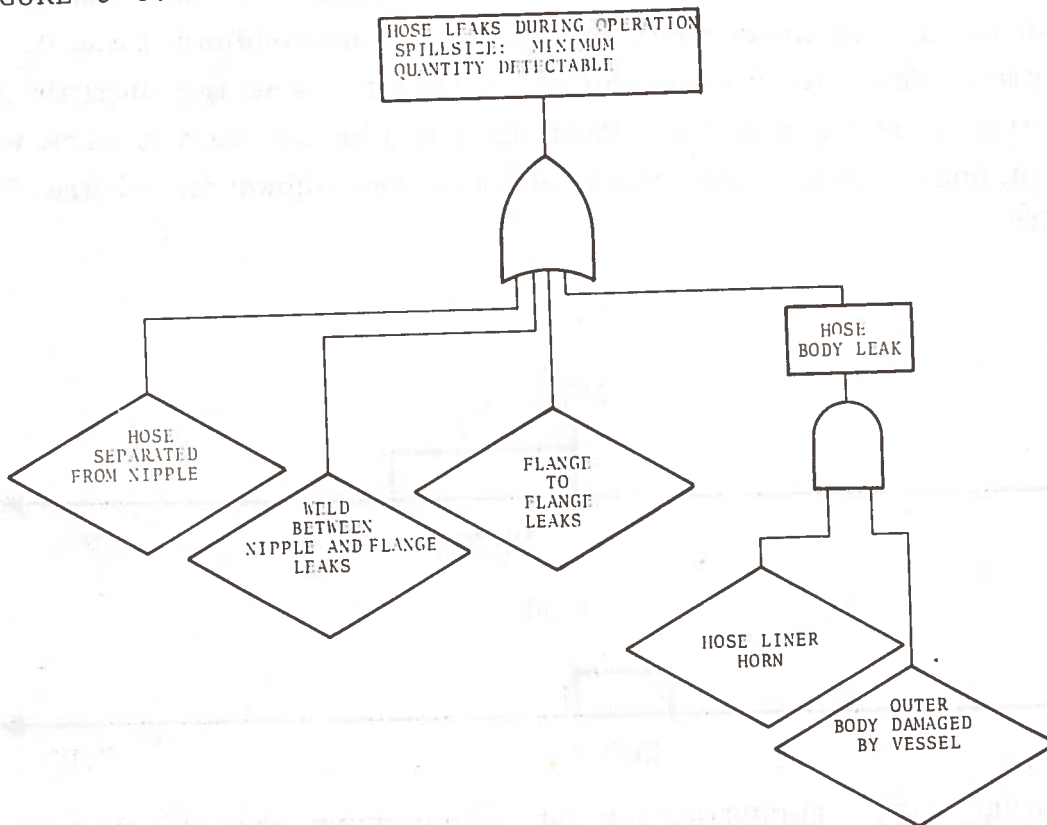 HOSE LEAKS DURING OPERATION
SPILLSIZE: MINIMUM
QUANTITY DETECTABLE
HOSE
BODY LEAK
HOSE
SEPARATED
FROM NIPPLE
WELD
BETWEEN
NIPPLE AND FLANGE
LEAKS
FLANGE
TO
FLANGE
LEAKS
HOSE LINER
HORN
OUTER
BODY DAMAGED
BY VESSEL